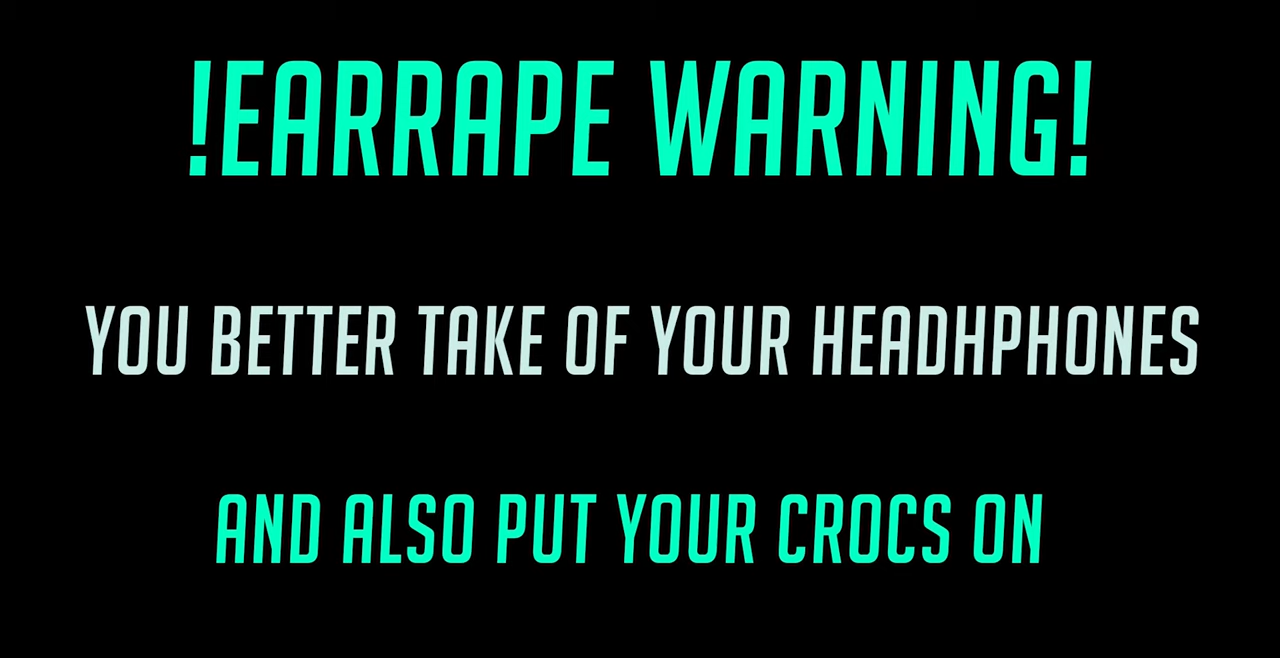 !EARRAPE WARNING!
YOU BETTER TAKE OF YOUR HEADHPHONES
AND ALSO PUT YOUR CROCS ON